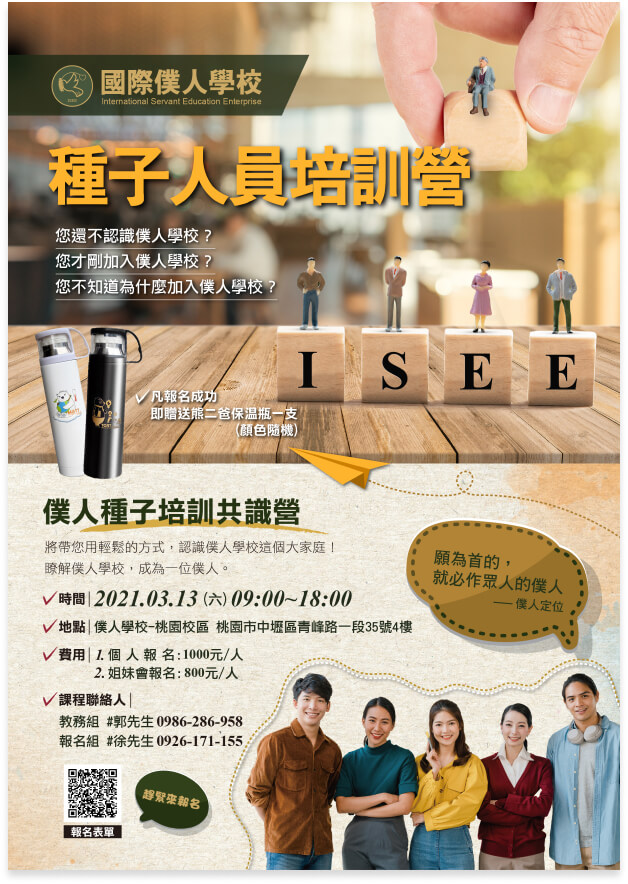 國際僕人學校
International Servant Education Enterprise
種子人員培訓營
您還不認識僕人學校？
您才剛加入僕人學校？
您不知道為什麼加入僕人學校？
I S E E
凡報名成功
即贈送熊二爸保温瓶一支
(顏色隨機)
僕人種子培訓共識營
將帶您用輕鬆的方式，認識僕人學校這個大家庭！
瞭解僕人學校，成為一位僕人。
願為首的，
就必作眾人的僕人
—— 僕人定位
時間| 2021.03.13 (六) 09:00~18:00
地點| 僕人學校-桃園校區 桃園市中壢區青峰路一段35號4樓
費用| 1. 個人報名:1000元/人
2. 姐妹會報名:800元/人
課程聯絡人|
教務組 #郭先生 0986-286-958
報名組 #徐先生 0926-171-155
趕緊來報名
報名表單